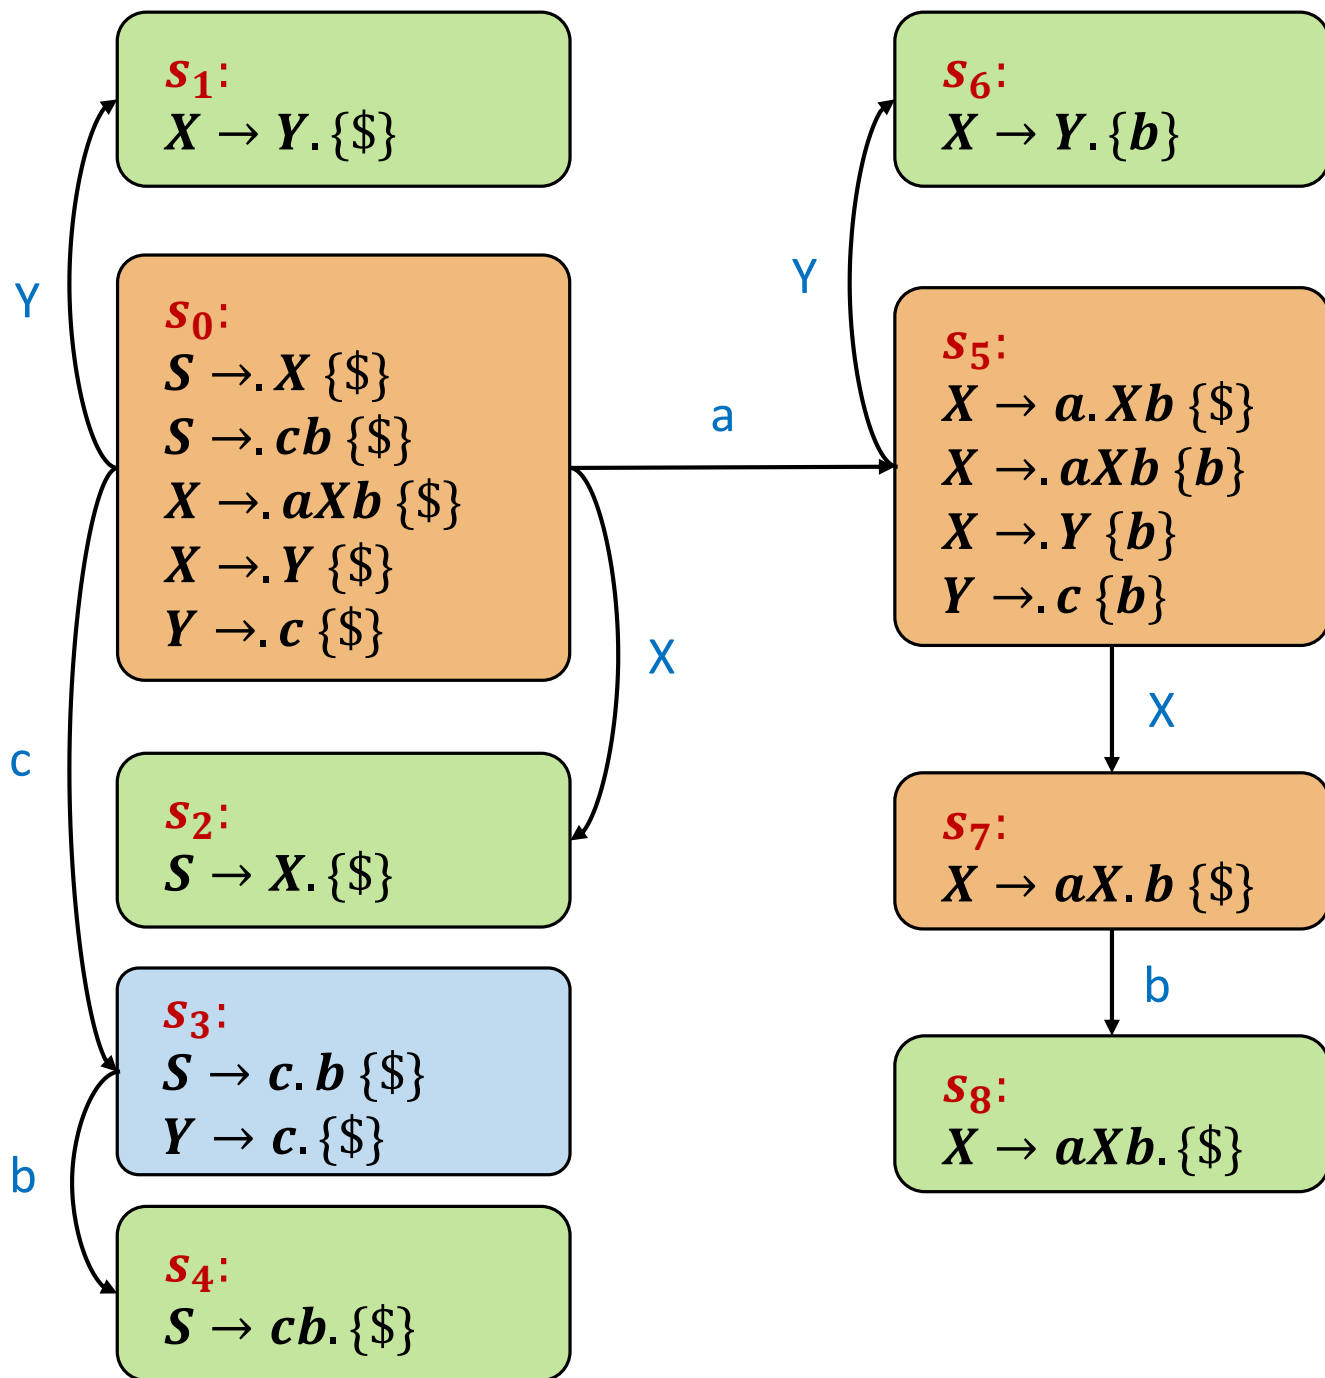 s₁:
X → Y. {$}
Y
s₀:
S →. X {$}
S →. cb {$}
X →. aXb {$}
X →. Y {$}
Y →. c {$}
a
X
c
s₂:
S → X. {$}
s₃:
S → c. b {$}
Y → c. {$}
b
s₄:
S → cb. {$}
s₆:
X → Y. {b}
Y
s₅:
X → a. Xb {$}
X →. aXb {b}
X →. Y {b}
Y →. c {b}
X
s₇:
X → aX. b {$}
b
s₈:
X → aXb. {$}